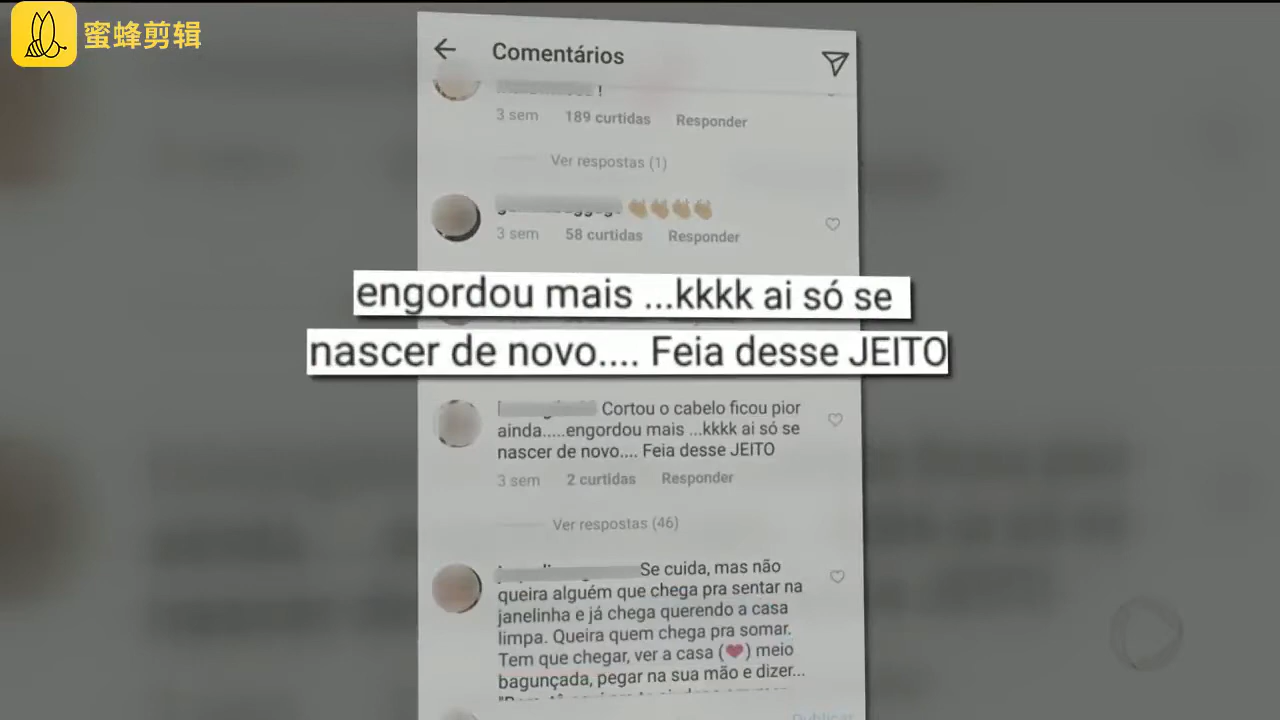 蜜蜂剪辑
Comentários
!
3 sem 189 curtidas Responder
Ver respostas (1)
👏🏼👏🏼👏🏼👏🏼
3 sem 58 curtidas Responder
engordou mais ...kkkk ai só se
nascer de novo.... Feia desse JEITO
Cortou o cabelo ficou pior
ainda.....engordou mais ...kkkk ai só se
nascer de novo.... Feia desse JEITO
3 sem 2 curtidas Responder
Ver respostas (46)
Se cuida, mas não
queira alguém que chega pra sentar na
janelinha e já chega querendo a casa
limpa. Queira quem chega pra somar.
Tem que chegar, ver a casa (❤️) meio
bagunçada, pegar na sua mão e dizer...
Publicar